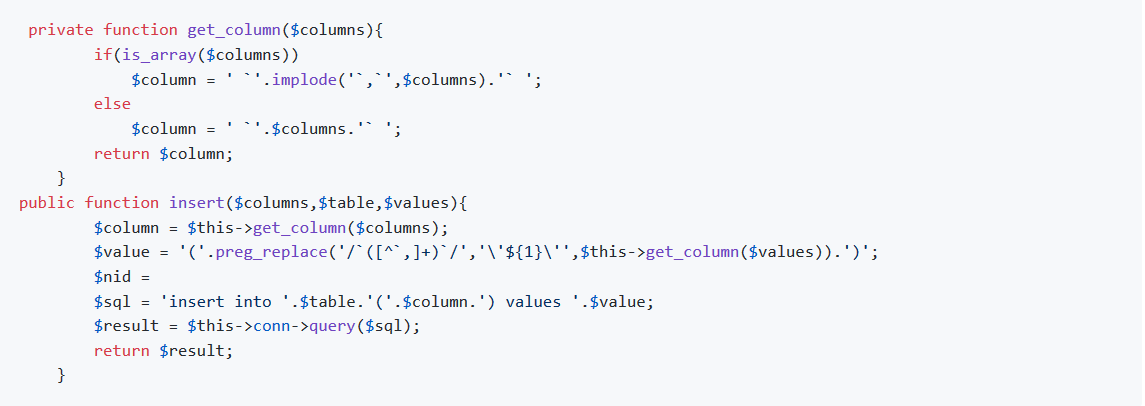 private function get_column($columns){
if(is_array($columns))
$column = ' `'.implode('`,`',$columns).'` ';
else
$column = ' `'.$columns.'` ';
return $column;
}
public function insert($columns,$table,$values){
$column = $this->get_column($columns);
$value = '('.preg_replace('/`([^`,]+)`/','\'${1}\'',$this->get_column($values)).')';
$nid =
$sql = 'insert into '.$table.'('.$column.') values '.$value;
$result = $this->conn->query($sql);
return $result;
}